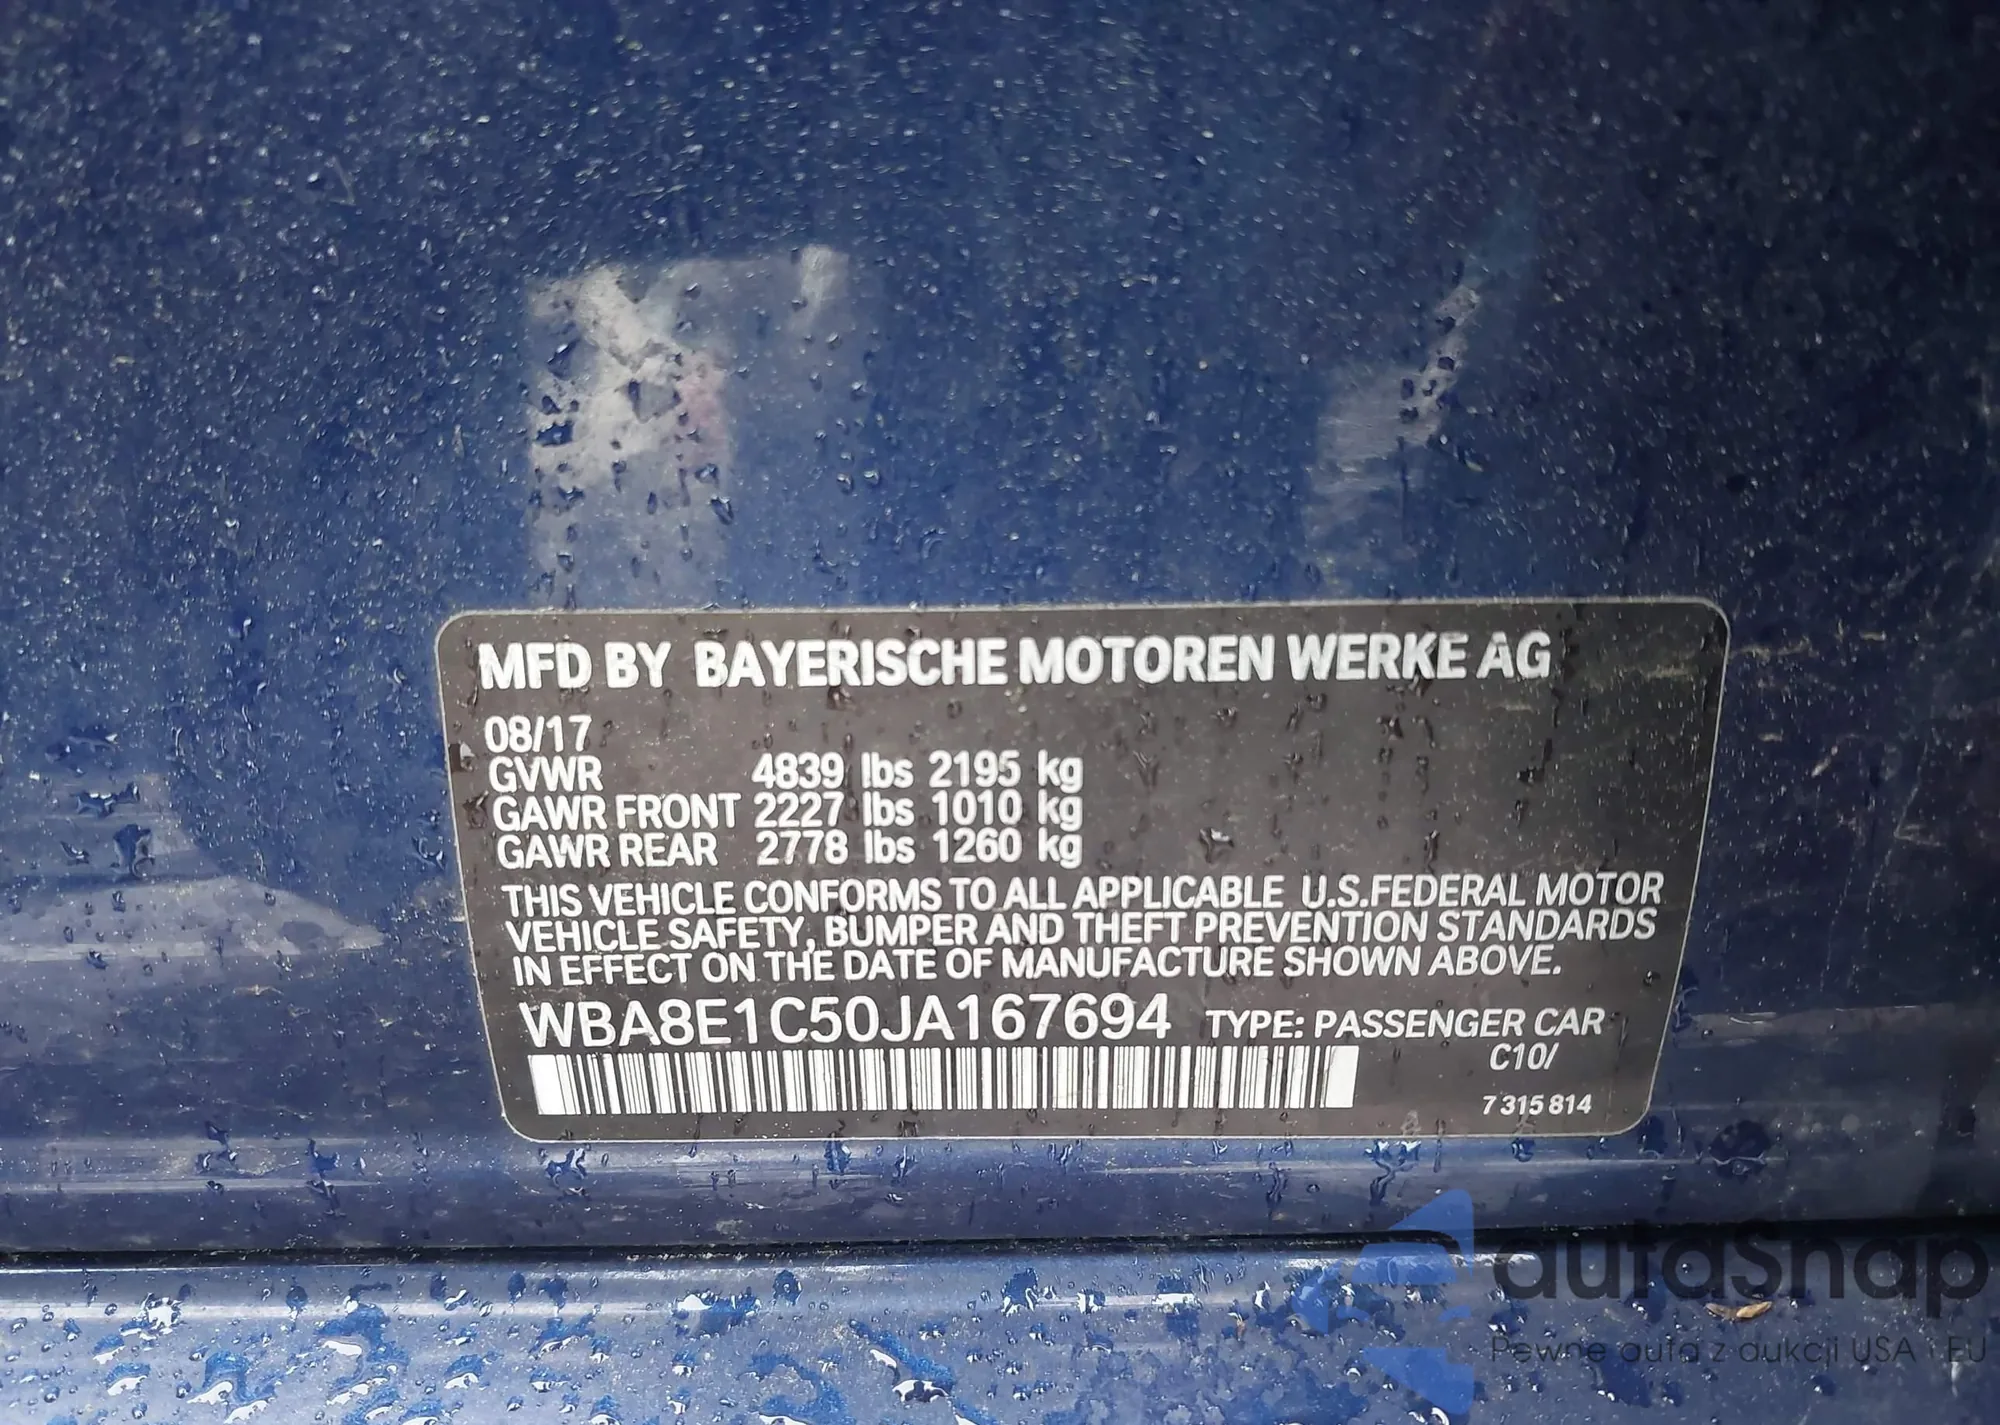 MFD BY BAYERISCHE MOTOREN WERKE AG
08/17
GVWR 4839 lbs 2195 kg
GAWR FRONT 2227 lbs 1010 kg
GAWR REAR 2778 lbs 1260 kg
THIS VEHICLE CONFORMS TO ALL APPLICABLE U.S.FEDERAL MOTOR
VEHICLE SAFETY, BUMPER AND THEFT PREVENTION STANDARDS
IN EFFECT ON THE DATE OF MANUFACTURE SHOWN ABOVE.
WBA8E1C50JA167694 TYPE: PASSENGER CAR
C10/
7 315 814
autaSnap
Pewne auta z aukcji USA i EU